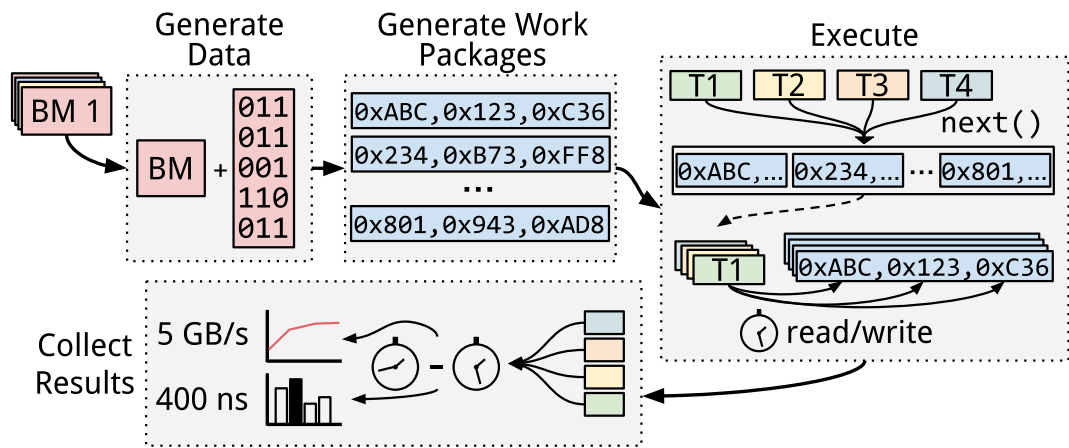 Generate
Data
Generate Work
Packages
Execute
BM 1
BM
+
011
011
001
110
011
0xABC,0x123,0xC36
0x234,0xB73,0xFF8
...
0x801,0x943,0xAD8
T1
T2
T3
T4
next()
0xABC,...
0x234,...
...
0x801,...
T1
0xABC,0x123,0xC36
read/write
Collect
Results
5 GB/s
-
400 ns